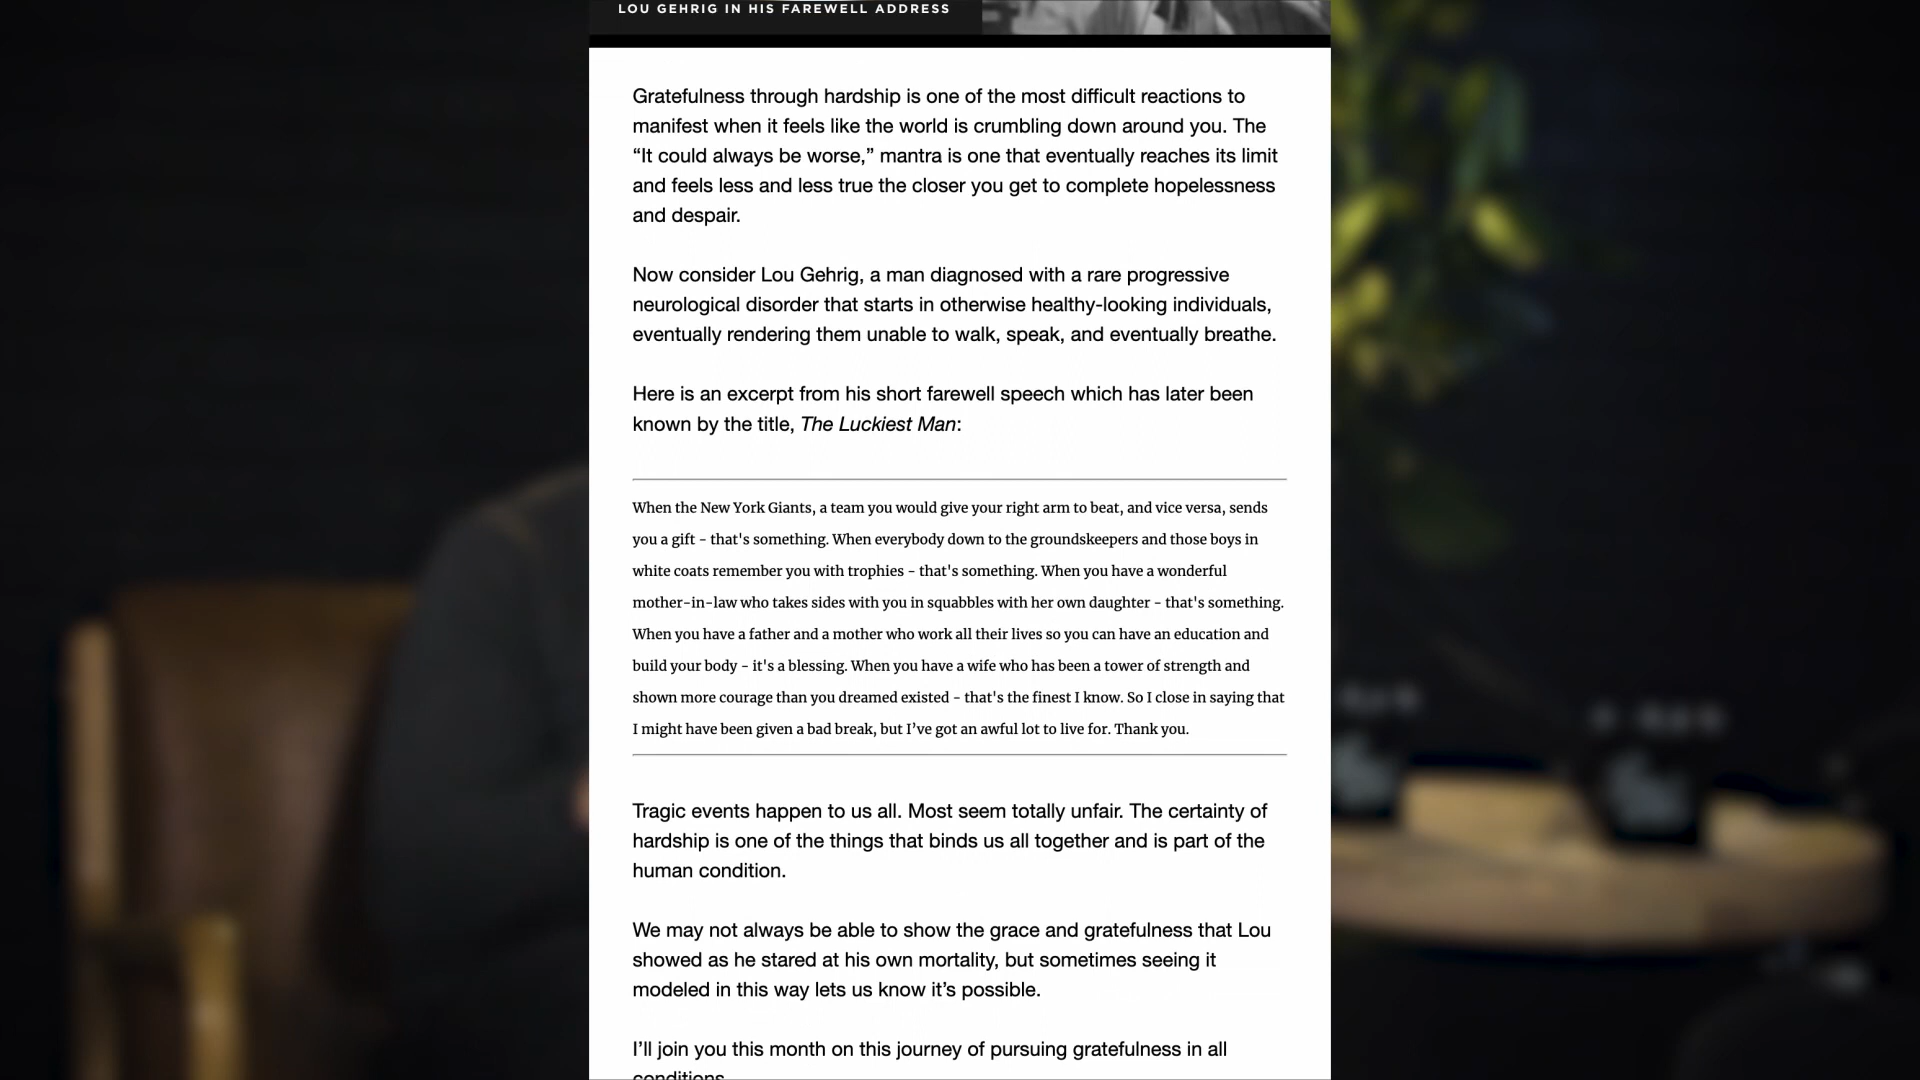 LOU GEHRIG IN HIS FAREWELL ADDRESS
Gratefulness through hardship is one of the most difficult reactions to
manifest when it feels like the world is crumbling down around you. The
“It could always be worse,” mantra is one that eventually reaches its limit
and feels less and less true the closer you get to complete hopelessness
and despair.
Now consider Lou Gehrig, a man diagnosed with a rare progressive
neurological disorder that starts in otherwise healthy-looking individuals,
eventually rendering them unable to walk, speak, and eventually breathe.
Here is an excerpt from his short farewell speech which has later been
known by the title, The Luckiest Man:
When the New York Giants, a team you would give your right arm to beat, and vice versa, sends
you a gift - that's something. When everybody down to the groundskeepers and those boys in
white coats remember you with trophies - that's something. When you have a wonderful
mother-in-law who takes sides with you in squabbles with her own daughter - that's something.
When you have a father and a mother who work all their lives so you can have an education and
build your body - it's a blessing. When you have a wife who has been a tower of strength and
shown more courage than you dreamed existed - that's the finest I know. So I close in saying that
I might have been given a bad break, but I’ve got an awful lot to live for. Thank you.
Tragic events happen to us all. Most seem totally unfair. The certainty of
hardship is one of the things that binds us all together and is part of the
human condition.
We may not always be able to show the grace and gratefulness that Lou
showed as he stared at his own mortality, but sometimes seeing it
modeled in this way lets us know it’s possible.
I’ll join you this month on this journey of pursuing gratefulness in all
conditions.